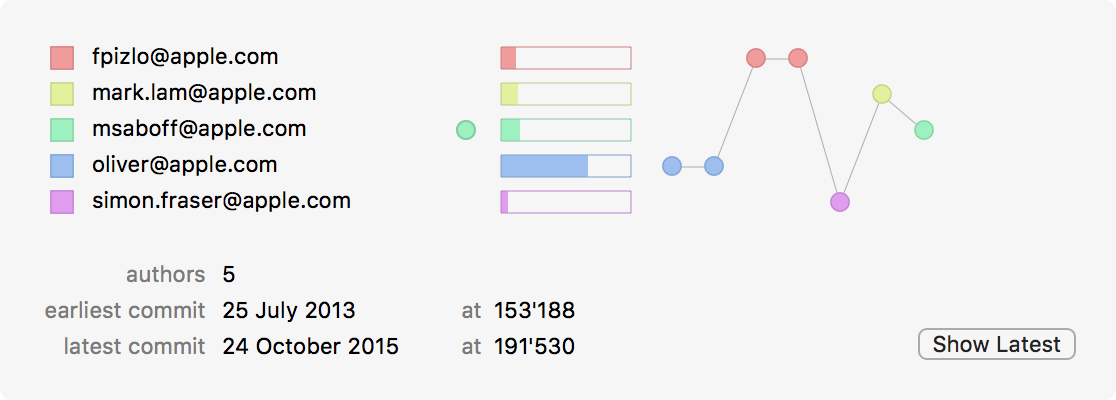 fpizlo@apple.com
mark.lam@apple.com
msaboff@apple.com
oliver@apple.com
simon.fraser@apple.com
authors 5
earliest commit 25 July 2013 at 153'188
latest commit 24 October 2015 at 191'530
Show Latest